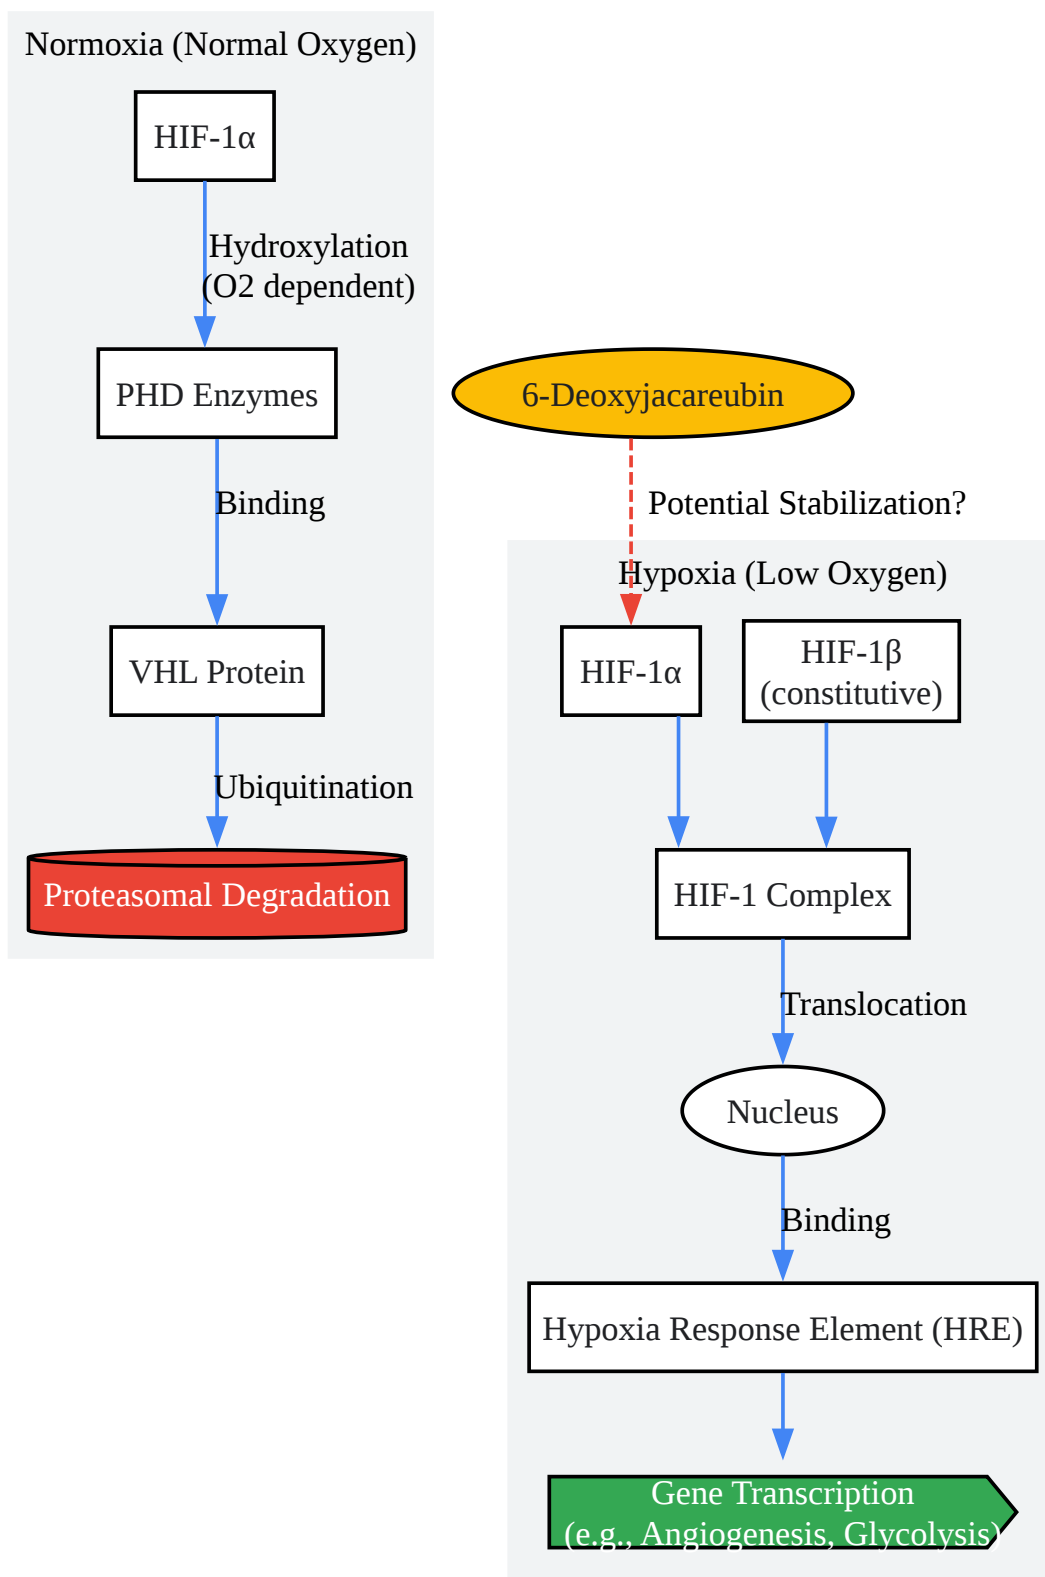 Normoxia (Normal Oxygen)
HIF-1α
Hydroxylation
(O2 dependent)
PHD Enzymes
Binding
VHL Protein
Ubiquitination
Proteasomal Degradation
6-Deoxyjacareubin
Potential Stabilization?
Hypoxia (Low Oxygen)
HIF-1α
HIF-1β
(constitutive)
HIF-1 Complex
Translocation
Nucleus
Binding
Hypoxia Response Element (HRE)
Gene Transcription
(e.g., Angiogenesis, Glycolysis)